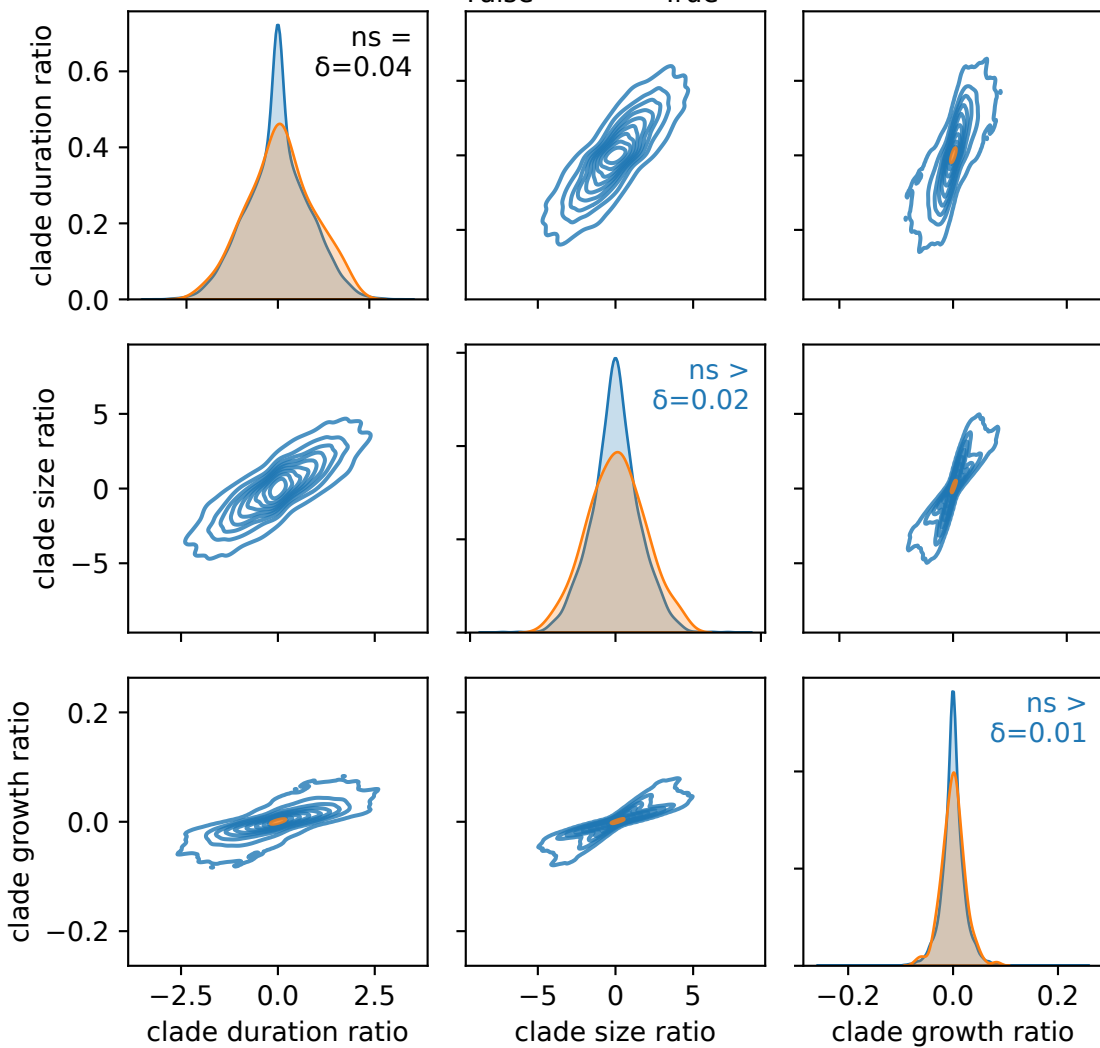 clade duration ratio
0.6
0.4
0.2
0.0
ns =
δ=0.04
clade size ratio
5
0
−5
ns >
δ=0.02
clade growth ratio
0.2
0.0
−0.2
ns >
δ=0.01
−2.5 0.0 2.5
−5 0 5
−0.2 0.0 0.2
clade duration ratio
clade size ratio
clade growth ratio